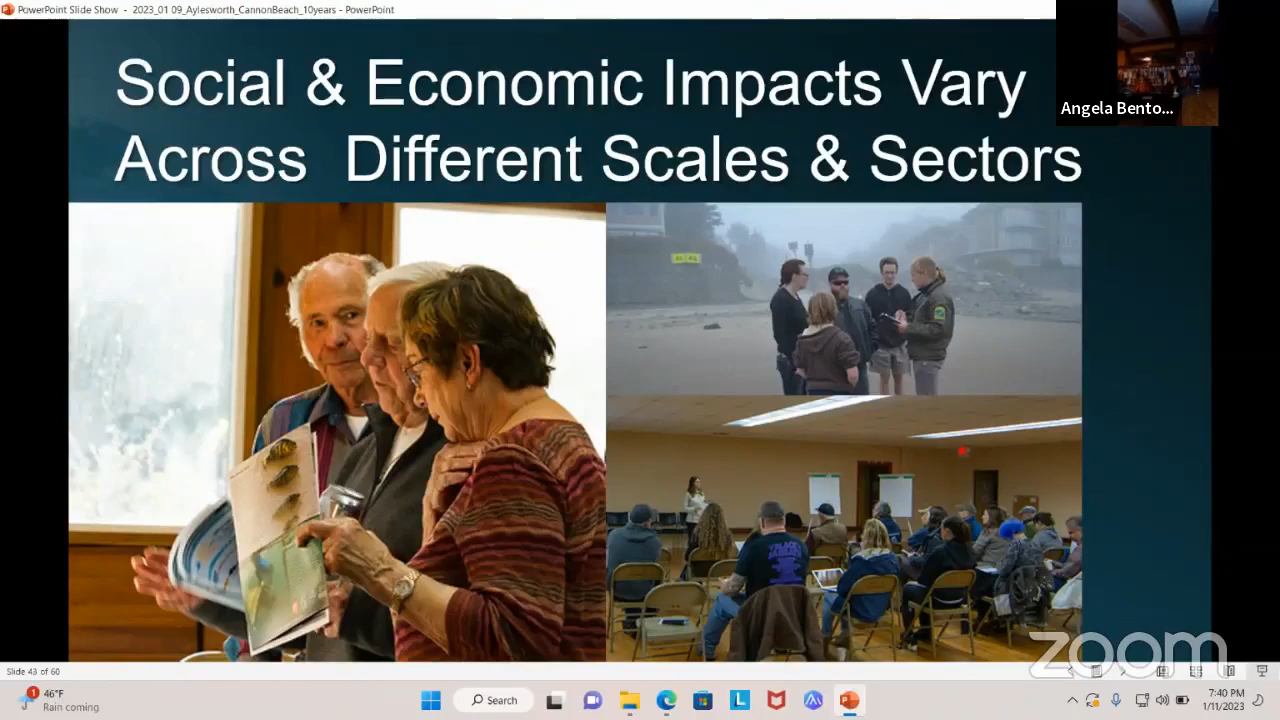 PowerPoint Slide Show - 2023_01 09_Aylesworth_CannonBeach_10years - PowerPoint
Social & Economic Impacts Vary
Across Different Scales & Sectors
Angela Bento...
zoom
Slide 43 of 60
1
46°F
Rain coming
Search
L
7:40 PM
1/11/2023